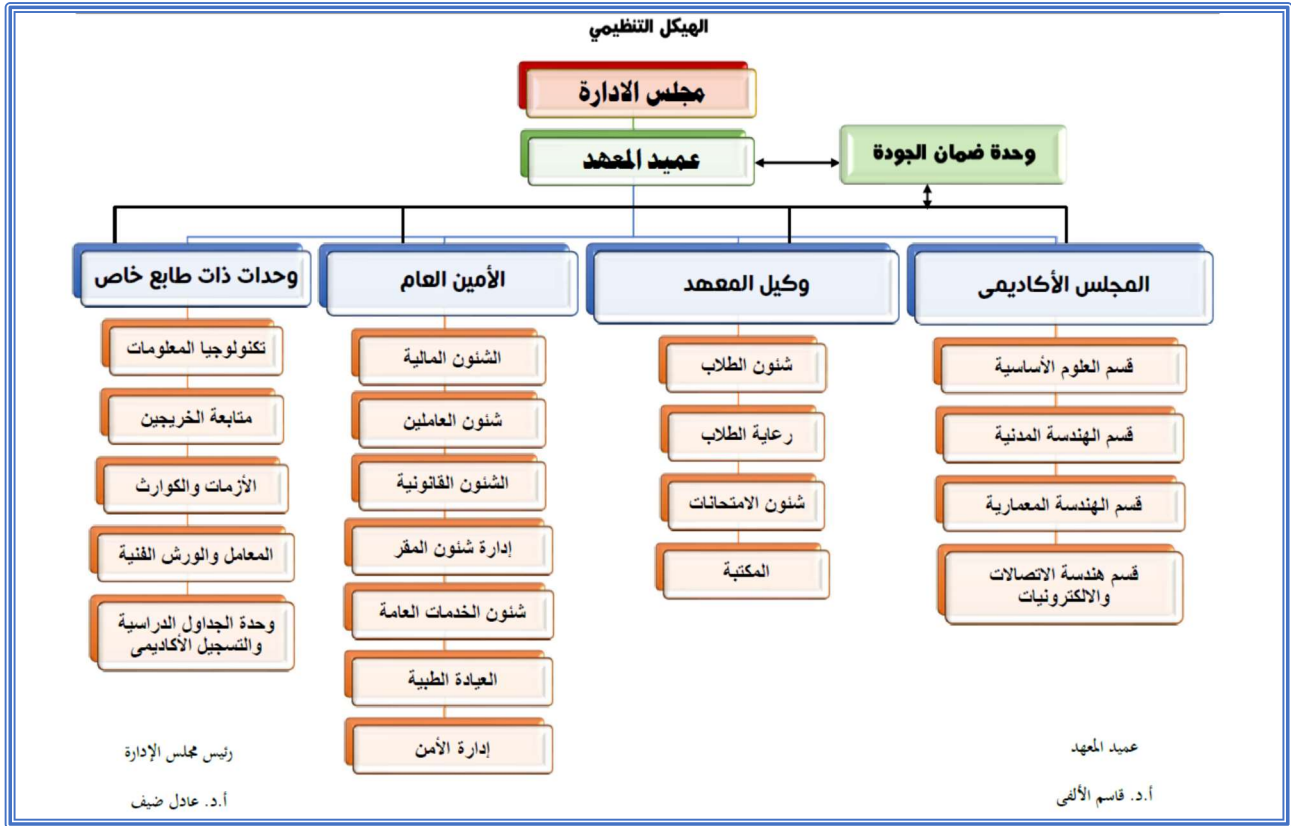 الهيكل التنظيمي
مجلس الادارة
عميد المعهد
وحدة ضمان الجودة
المجلس الأكاديمى
قسم العلوم الأساسية
قسم الهندسة المدنية
قسم الهندسة المعمارية
قسم هندسة الاتصالات
والالكترونيات
وكيل المعهد
شئون الطلاب
رعاية الطلاب
شئون الامتحانات
المكتبة
الأمين العام
الشئون المالية
شئون العاملين
الشئون القانونية
إدارة شئون المقر
شئون الخدمات العامة
العيادة الطبية
إدارة الأمن
وحدات ذات طابع خاص
تكنولوجيا المعلومات
متابعة الخريجين
الأزمات والكوارث
المعامل والورش الفنية
وحدة الجداول الدراسية
والتسجيل الأكاديمى
عميد المعهد
أ.د. قاسم الألفى
رئيس مجلس الإدارة
أ.د. عادل ضيف